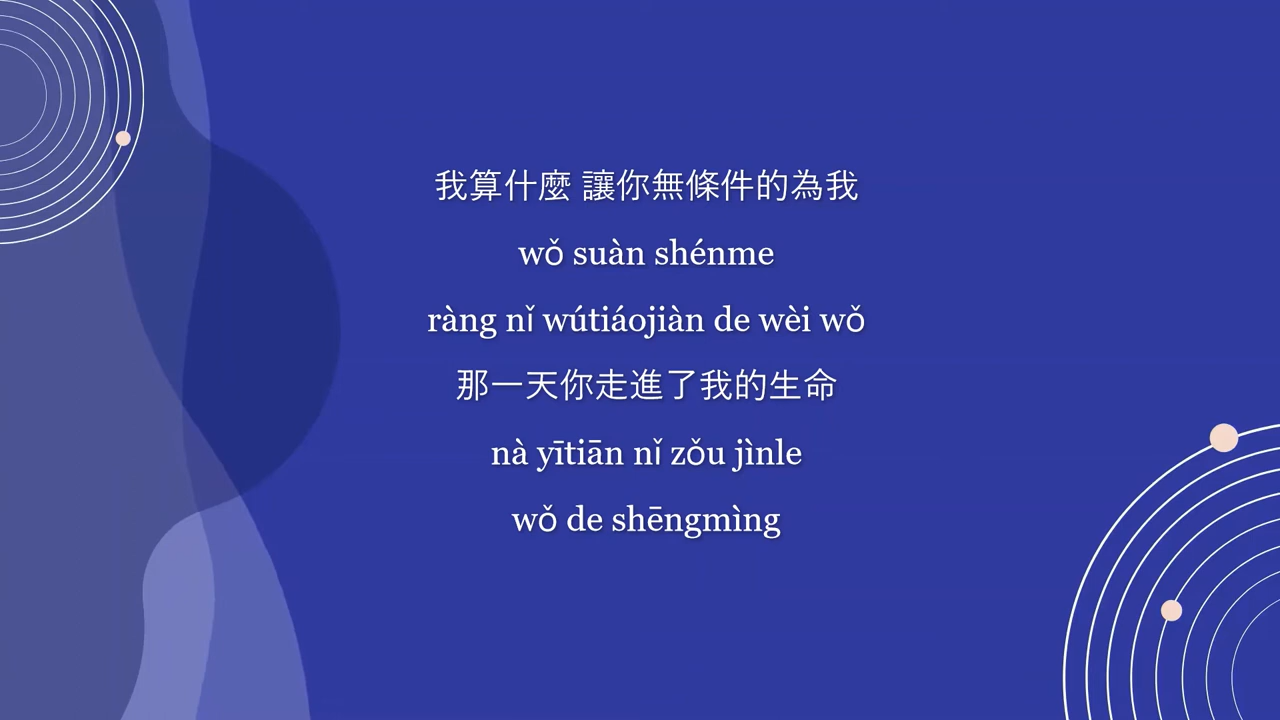 我算什麼 讓你無條件的為我
wǒ suàn shénme
ràng nǐ wútiáojiàn de wèi wǒ
那一天你走進了我的生命
nà yītiān nǐ zǒu jìnle
wǒ de shēngmìng